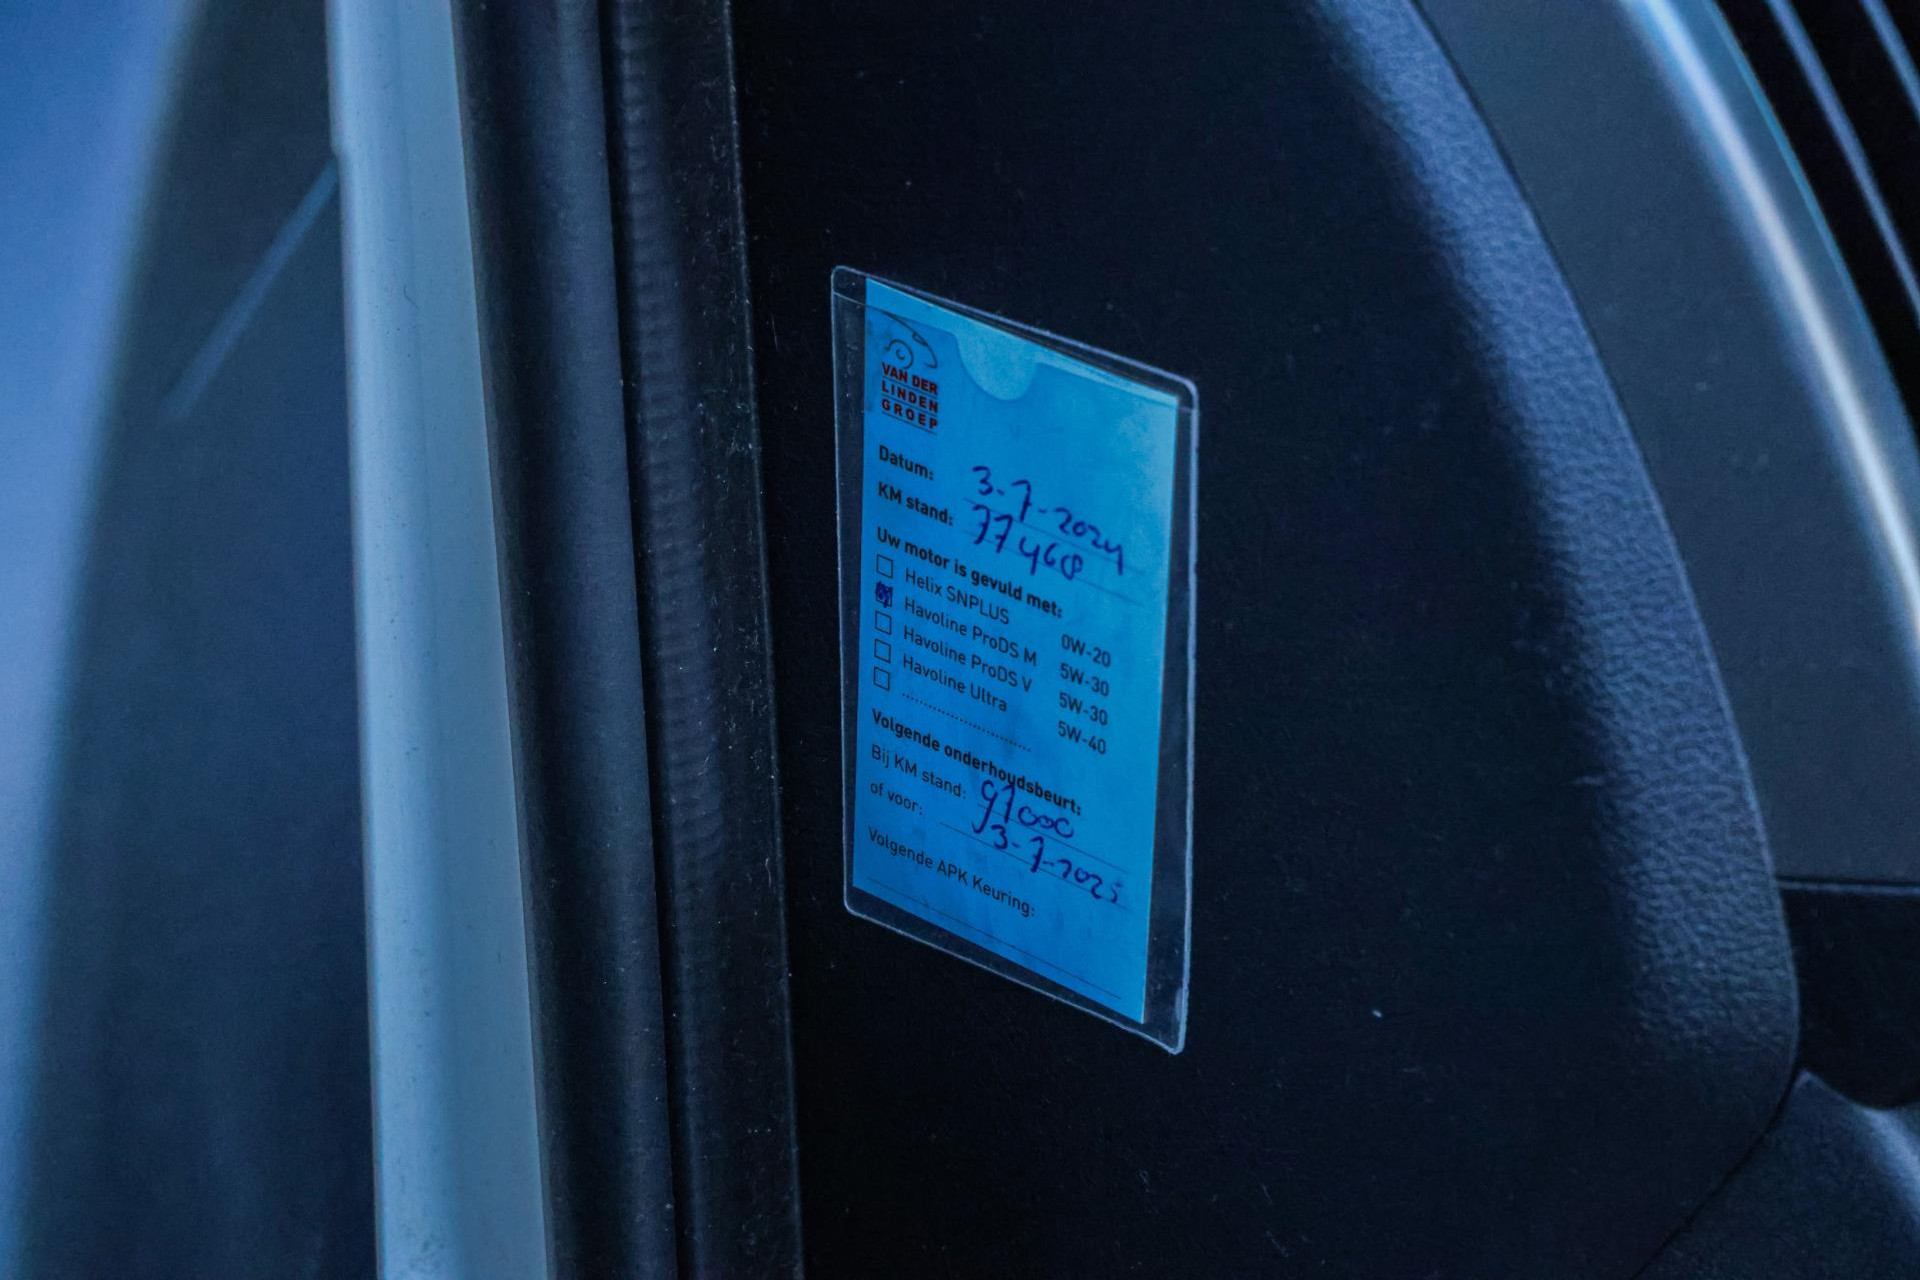 VAN DER
LINDEN
GROEP
Datum: 3-7-2024
KM stand: 77468
Uw motor is gevuld met:
Helix SNPLUS 0W-20
Havoline ProDS M 5W-30
Havoline ProDS V 5W-30
Havoline Ultra 5W-40
..............................
Volgende onderhoudsbeurt:
Bij KM stand: 91000
of voor: 3-7-2025
Volgende APK Keuring: